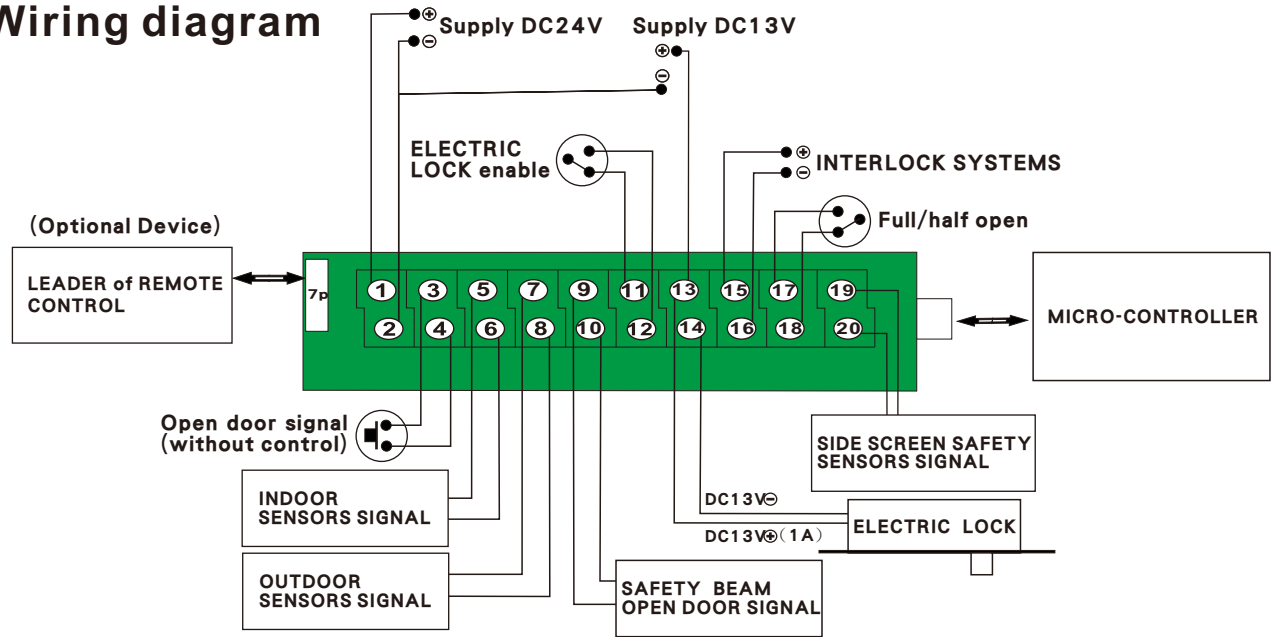 Wiring diagram
⊕
⊖
Supply DC24V
Supply DC13V
⊕
⊖
ELECTRIC
LOCK enable
⊕
⊖
INTERLOCK SYSTEMS
Full/half open
(Optional Device)
LEADER of REMOTE
CONTROL
7p
1 3 5 7 9 11 13 15 17 19
2 4 6 8 10 12 14 16 18 20
MICRO-CONTROLLER
Open door signal
(without control)
SIDE SCREEN SAFETY
SENSORS SIGNAL
INDOOR
SENSORS SIGNAL
DC13V⊖
DC13V⊕(1A)
ELECTRIC LOCK
OUTDOOR
SENSORS SIGNAL
SAFETY BEAM
OPEN DOOR SIGNAL